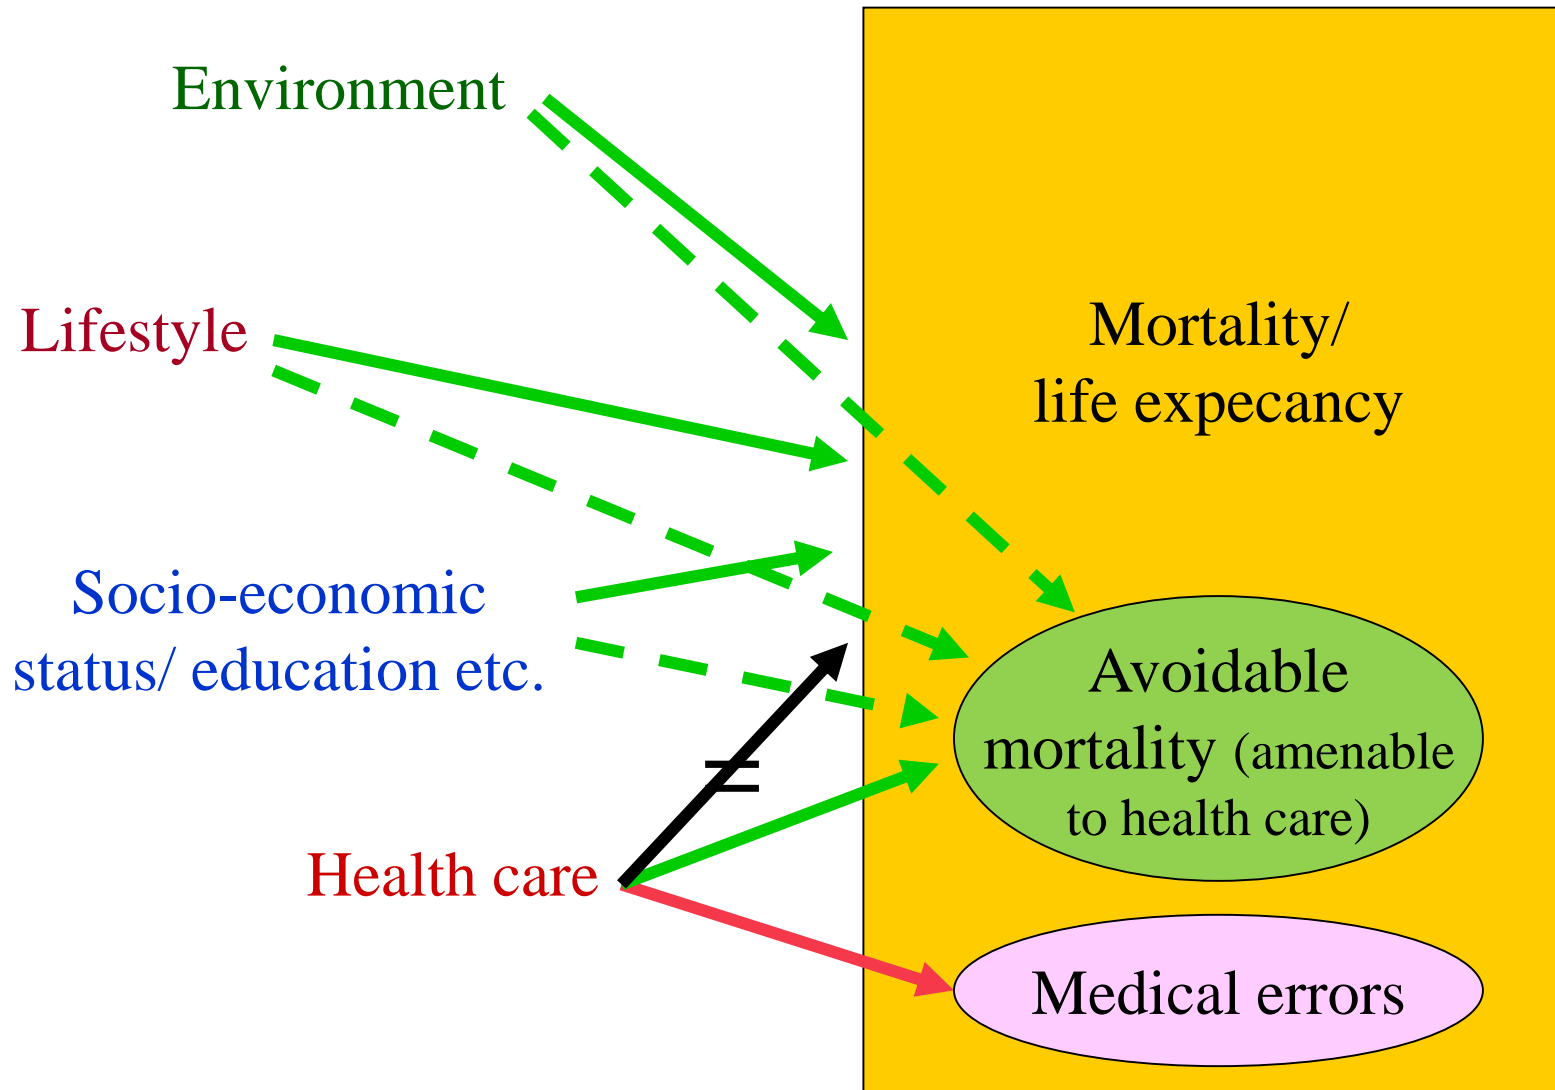 Environment
Lifestyle
Socio-economic
status/ education etc.
Health care
Mortality/
life expecancy
Avoidable
mortality (amenable
to health care)
Medical errors